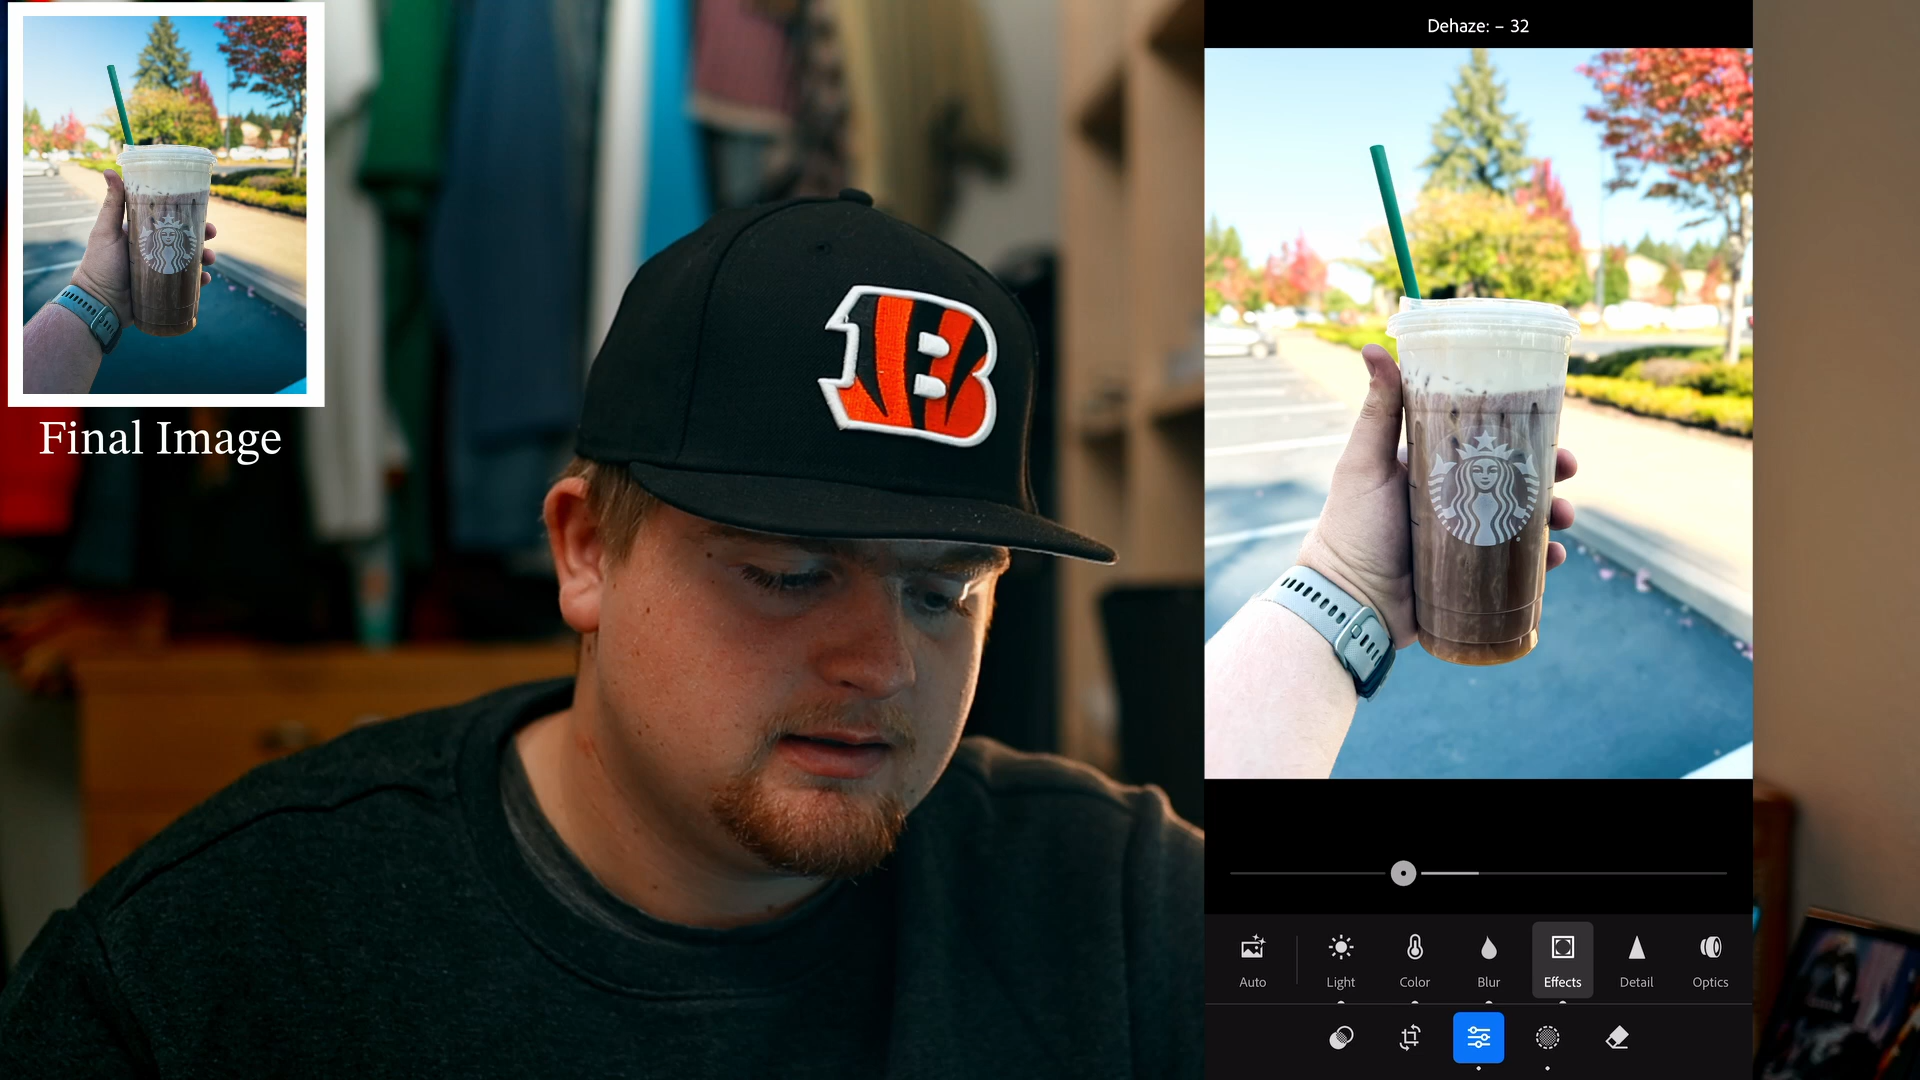 Final Image
Dehaze: – 32
Auto
Light
Color
Blur
Effects
Detail
Optics